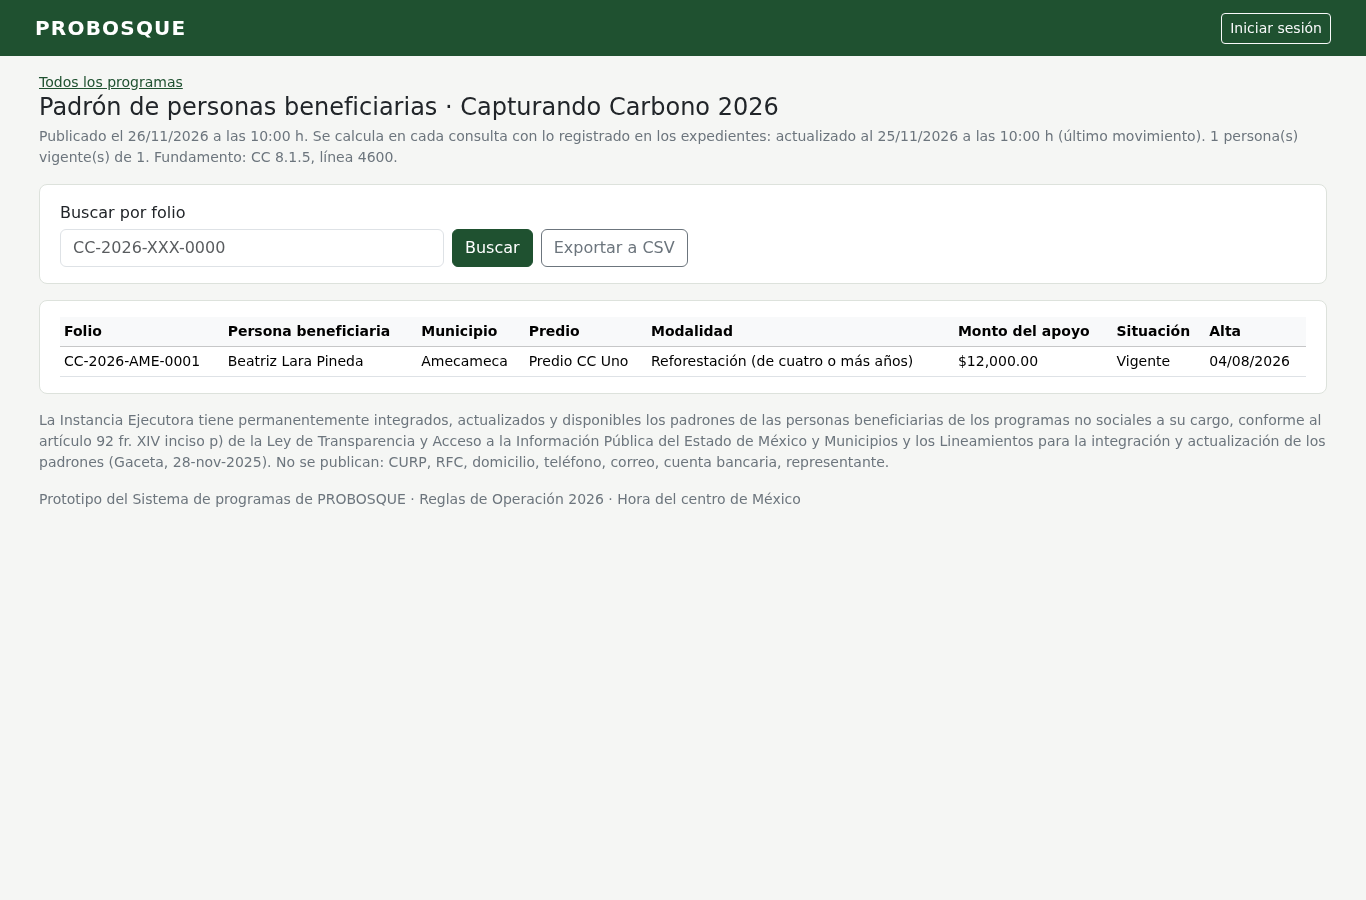 PROBOSQUE
Iniciar sesión
Todos los programas
Padrón de personas beneficiarias · Capturando Carbono 2026
Publicado el 26/11/2026 a las 10:00 h. Se calcula en cada consulta con lo registrado en los expedientes: actualizado al 25/11/2026 a las 10:00 h (último movimiento). 1 persona(s)
vigente(s) de 1. Fundamento: CC 8.1.5, línea 4600.
Buscar por folio
CC-2026-XXX-0000
Buscar
Exportar a CSV
Folio Persona beneficiaria Municipio Predio Modalidad Monto del apoyo Situación Alta
CC-2026-AME-0001 Beatriz Lara Pineda Amecameca Predio CC Uno Reforestación (de cuatro o más años) $12,000.00 Vigente 04/08/2026
La Instancia Ejecutora tiene permanentemente integrados, actualizados y disponibles los padrones de las personas beneficiarias de los programas no sociales a su cargo, conforme al
artículo 92 fr. XIV inciso p) de la Ley de Transparencia y Acceso a la Información Pública del Estado de México y Municipios y los Lineamientos para la integración y actualización de los
padrones (Gaceta, 28-nov-2025). No se publican: CURP, RFC, domicilio, teléfono, correo, cuenta bancaria, representante.
Prototipo del Sistema de programas de PROBOSQUE · Reglas de Operación 2026 · Hora del centro de México